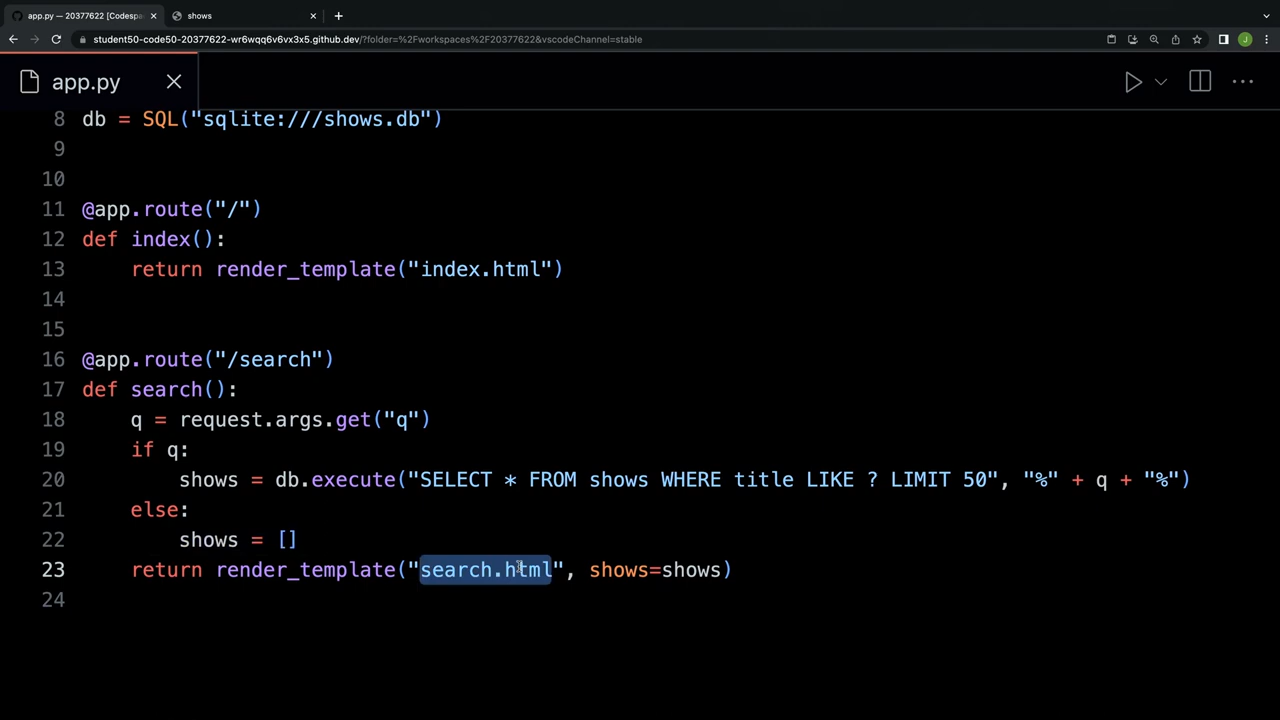 app.py — 20377622 [Codespa
shows
student50-code50-20377622-wr6wqq6v6vx3x5.github.dev/?folder=%2Fworkspaces%2F20377622&vscodeChannel=stable
J
app.py
8 db = SQL("sqlite:///shows.db")
9
10
11 @app.route("/")
12 def index():
13     return render_template("index.html")
14
15
16 @app.route("/search")
17 def search():
18     q = request.args.get("q")
19     if q:
20         shows = db.execute("SELECT * FROM shows WHERE title LIKE ? LIMIT 50", "%" + q + "%")
21     else:
22         shows = []
23     return render_template("search.html", shows=shows)
24